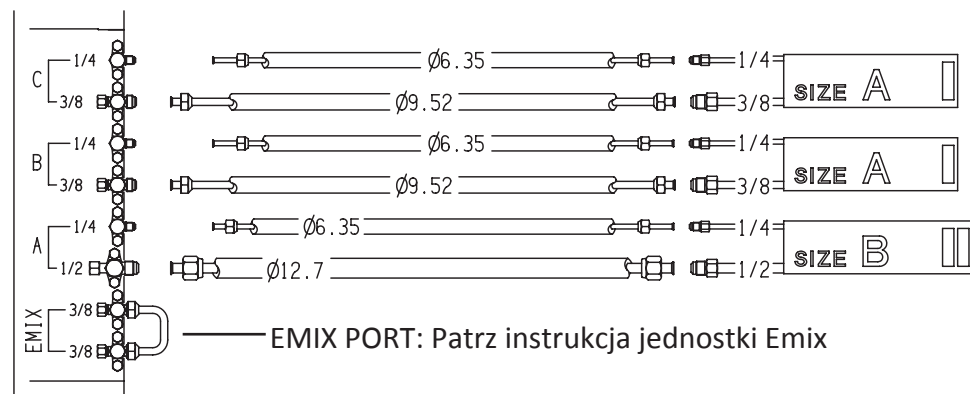 C
1/4
Ø6.35
1/4
3/8
Ø9.52
3/8
SIZE A
B
1/4
Ø6.35
1/4
3/8
Ø9.52
3/8
SIZE A
A
1/4
Ø6.35
1/4
1/2
Ø12.7
1/2
SIZE B
EMIX
3/8
3/8
EMIX PORT: Patrz instrukcja jednostki Emix